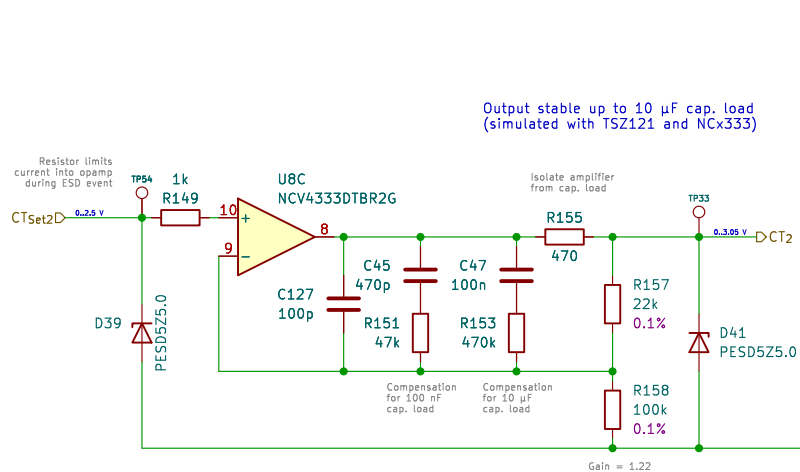 Output stable up to 10 µF cap. load
(simulated with TSZ121 and NCx333)
Resistor limits
current into opamp
during ESD event
TP54
1k
R149
U8C
NCV4333DTBR2G
Isolate amplifier
from cap. load
TP33
CTSet2
0..2.5 V
10
+
8
R155
470
0..3.05 V
CT2
9
−
C45
470p
C47
100n
R157
22k
0.1%
C127
100p
D39
PESD5Z5.0
R151
47k
R153
470k
D41
PESD5Z5.0
Compensation
for 100 nF
cap. load
Compensation
for 10 µF
cap. load
R158
100k
0.1%
Gain = 1.22